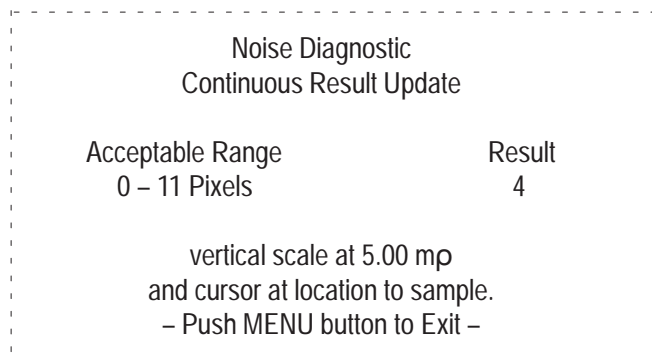 Noise Diagnostic
Continuous Result Update
Acceptable Range Result
0 – 11 Pixels 4
vertical scale at 5.00 mρ
and cursor at location to sample.
– Push MENU button to Exit –